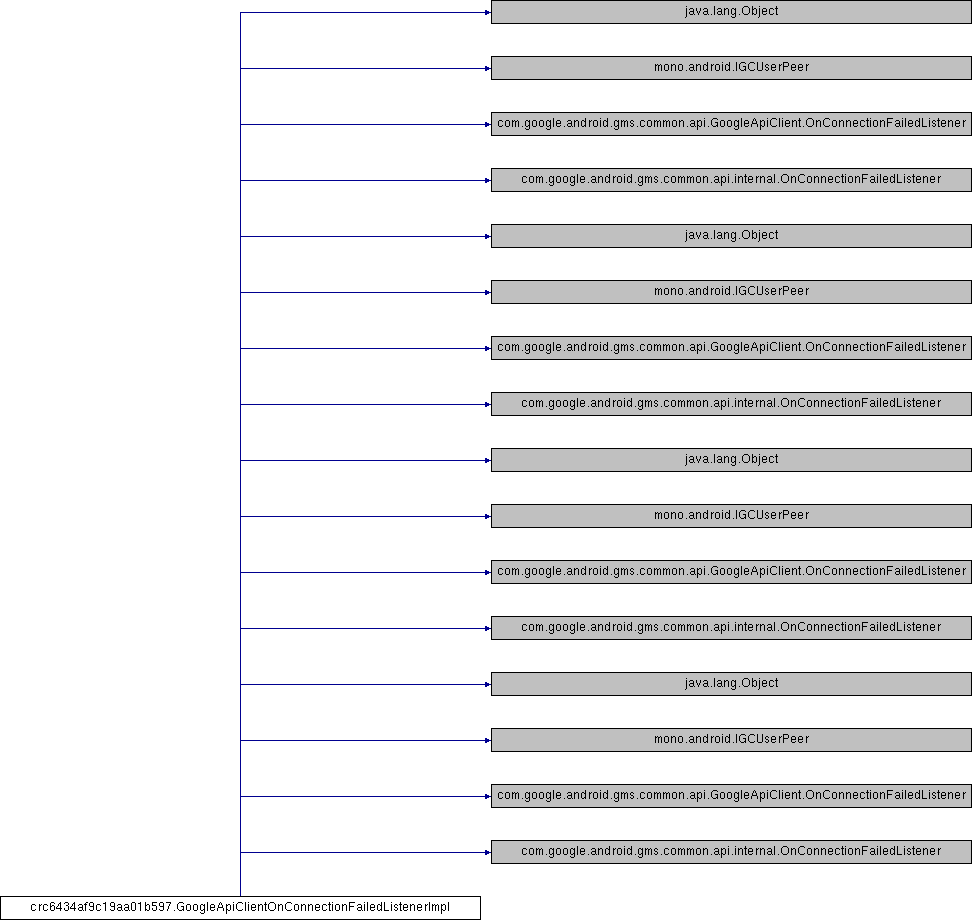 java.lang.Object
mono.android.IGCUserPeer
com.google.android.gms.common.api.GoogleApiClient.OnConnectionFailedListener
com.google.android.gms.common.api.internal.OnConnectionFailedListener
java.lang.Object
mono.android.IGCUserPeer
com.google.android.gms.common.api.GoogleApiClient.OnConnectionFailedListener
com.google.android.gms.common.api.internal.OnConnectionFailedListener
java.lang.Object
mono.android.IGCUserPeer
com.google.android.gms.common.api.GoogleApiClient.OnConnectionFailedListener
com.google.android.gms.common.api.internal.OnConnectionFailedListener
java.lang.Object
mono.android.IGCUserPeer
com.google.android.gms.common.api.GoogleApiClient.OnConnectionFailedListener
com.google.android.gms.common.api.internal.OnConnectionFailedListener
crc6434af9c19aa01b597.GoogleApiClientOnConnectionFailedListenerImpl